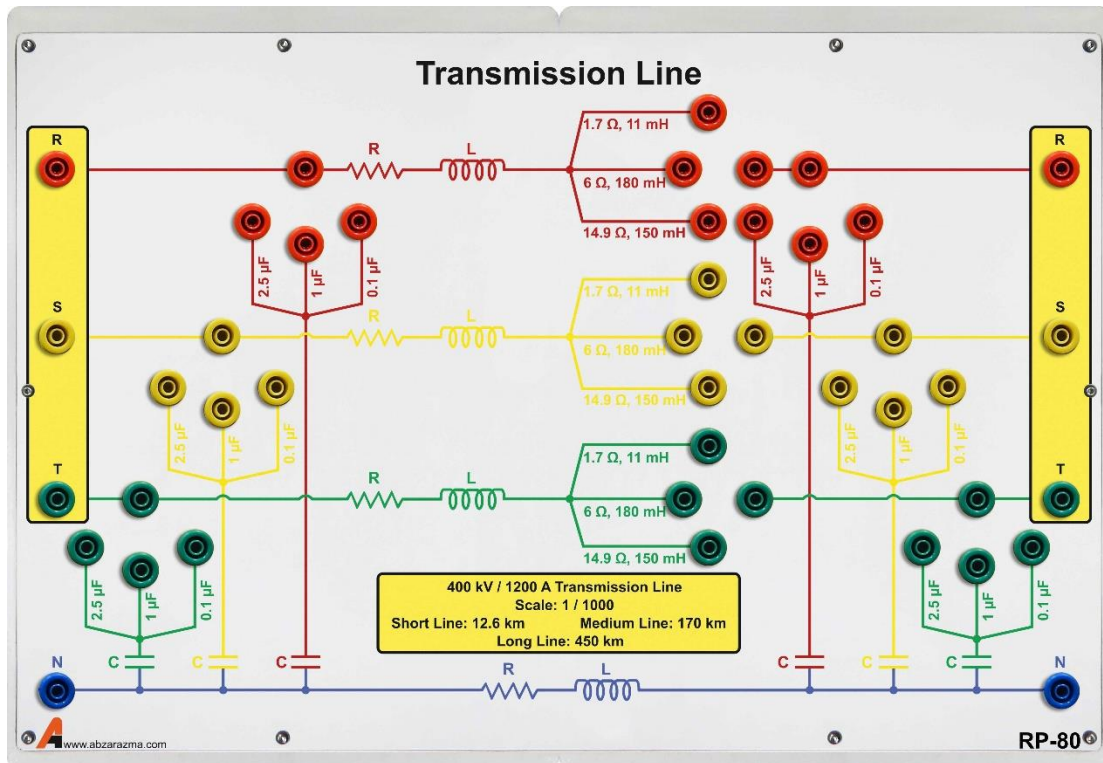 Transmission Line
R
R
R
L
1.7 Ω, 11 mH
6 Ω, 180 mH
14.9 Ω, 150 mH
2.5 µF
1 µF
0.1 µF
2.5 µF
1 µF
0.1 µF
S
S
R
L
1.7 Ω, 11 mH
6 Ω, 180 mH
14.9 Ω, 150 mH
2.5 µF
1 µF
0.1 µF
2.5 µF
1 µF
0.1 µF
T
T
R
L
1.7 Ω, 11 mH
6 Ω, 180 mH
14.9 Ω, 150 mH
2.5 µF
1 µF
0.1 µF
2.5 µF
1 µF
0.1 µF
400 kV / 1200 A Transmission Line
Scale: 1 / 1000
Short Line: 12.6 km Medium Line: 170 km
Long Line: 450 km
N
C
C
C
R
L
C
C
C
N
www.abzarazma.com
RP-80